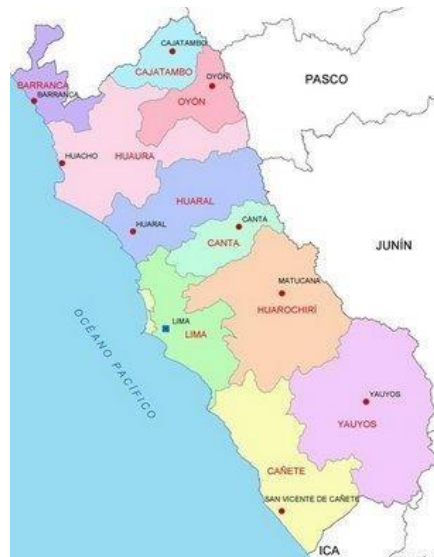 CAJATAMBO
CAJATAMBO
OYÓN
PASCO
BARRANCA
BARRANCA
OYÓN
HUACHO
HUAURA
HUARAL
CANTA
HUARAL
CANTA
JUNÍN
MATUCANA
HUAROCHIRÍ
LIMA
LIMA
OCÉANO PACÍFICO
YAUYOS
YAUYOS
CAÑETE
SAN VICENTE DE CAÑETE
ICA